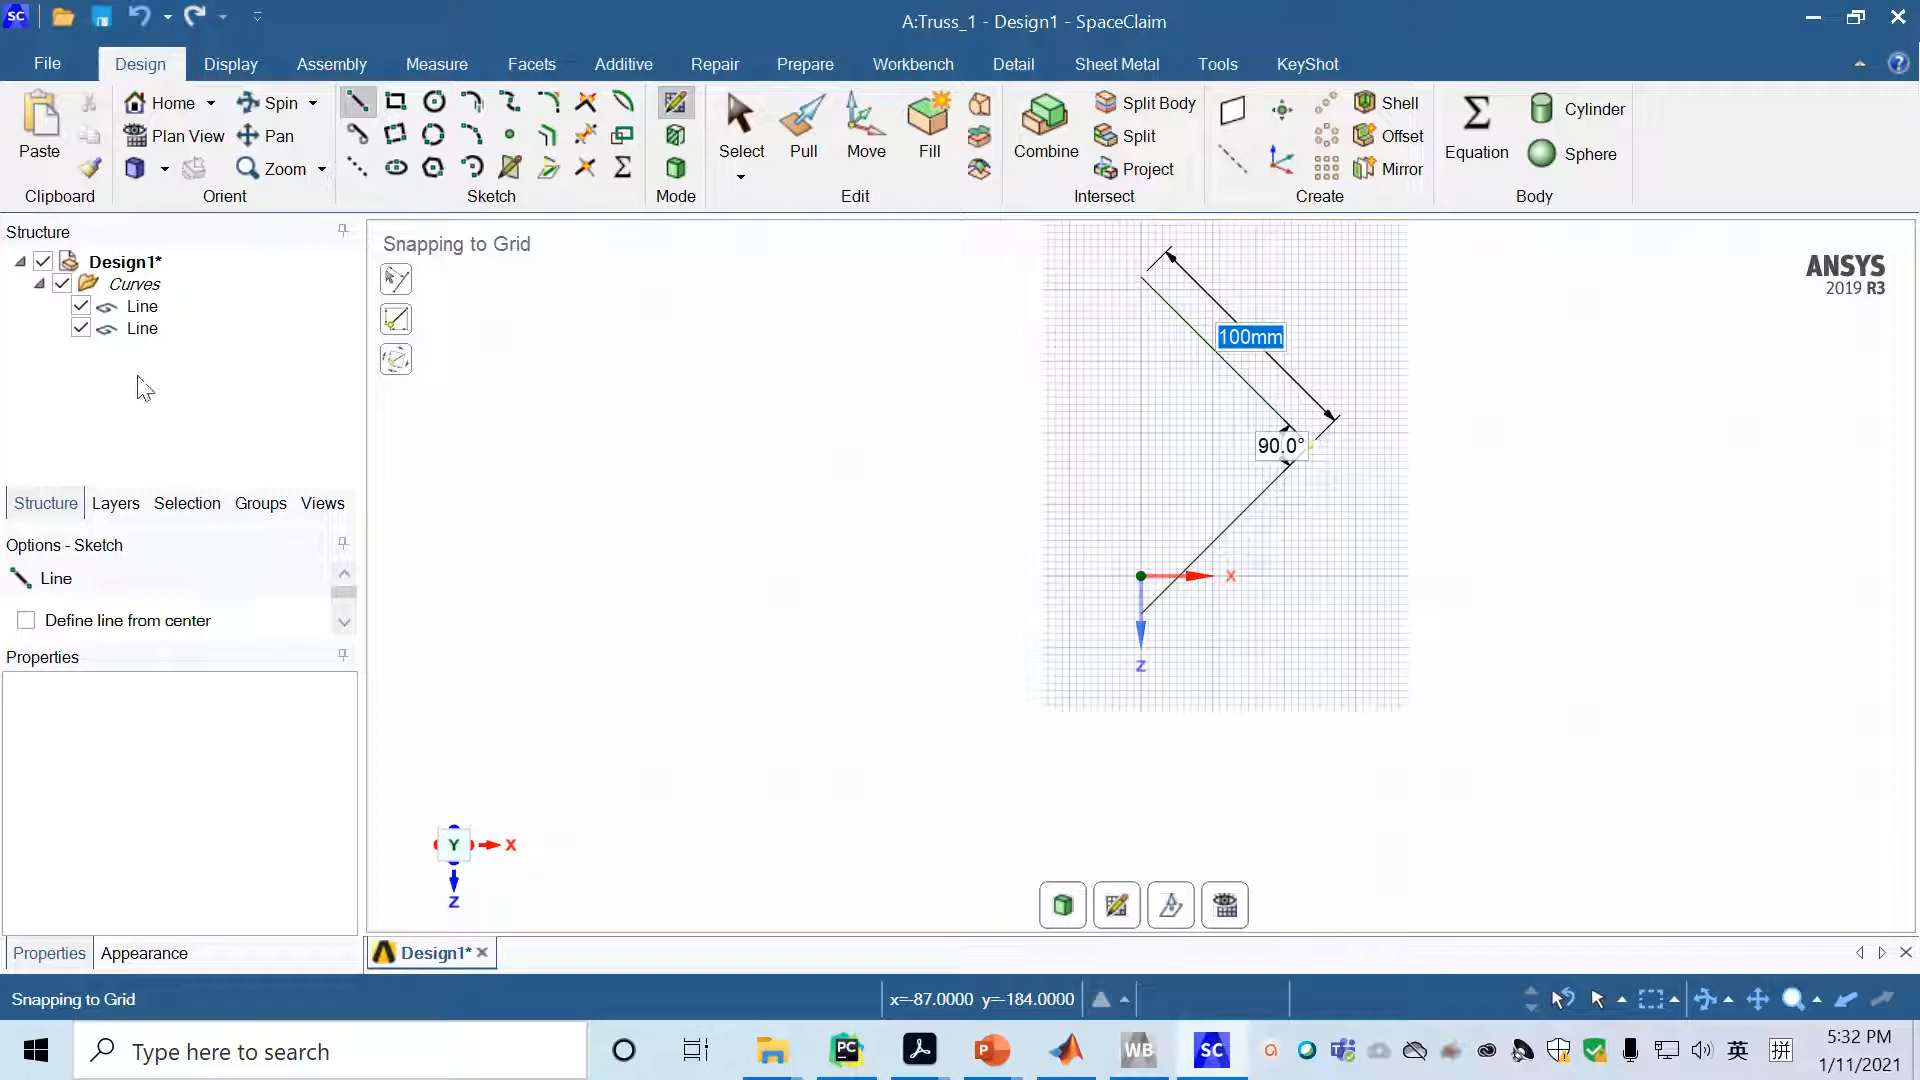 SC
A:Truss_1 - Design1 - SpaceClaim
File
Design
Display
Assembly
Measure
Facets
Additive
Repair
Prepare
Workbench
Detail
Sheet Metal
Tools
KeyShot
Paste
Home
Plan View
Spin
Pan
Zoom
Select
Pull
Move
Fill
Combine
Split Body
Split
Project
Shell
Offset
Mirror
Equation
Cylinder
Sphere
Clipboard
Orient
Sketch
Mode
Edit
Intersect
Create
Body
Structure
Design1*
Curves
Line
Line
Structure
Layers
Selection
Groups
Views
Options - Sketch
Line
Define line from center
Properties
Properties
Appearance
Snapping to Grid
ANSYS
2019 R3
100mm
90.0°
X
Z
Y
X
Z
Design1*
Snapping to Grid
x=-87.0000 y=-184.0000
Type here to search
PC
P
WB
SC
英
拼
5:32 PM
1/11/2021